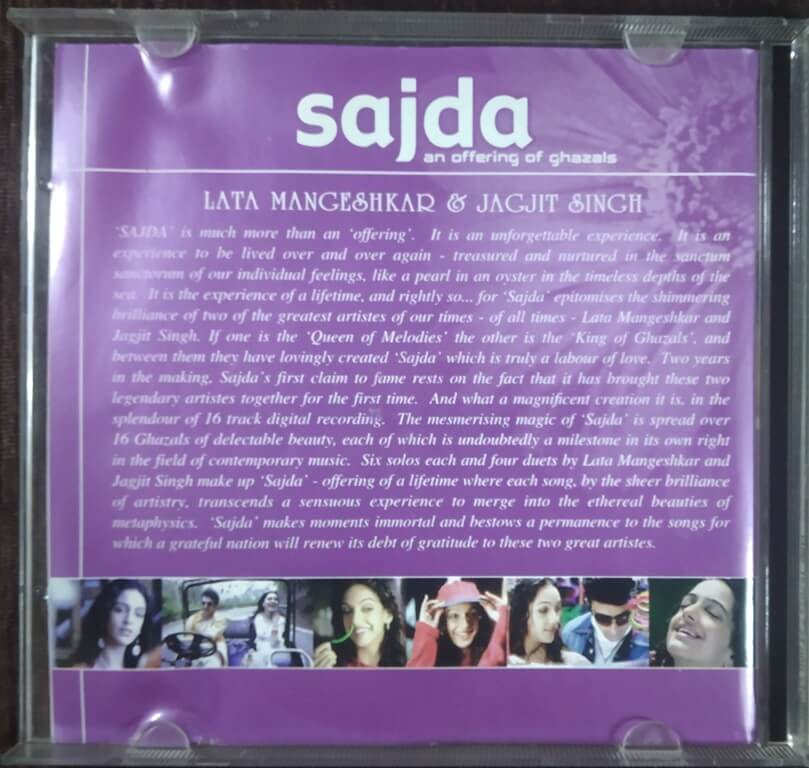 sajda
an offering of ghazals
LATA MANGESHKAR & JAGJIT SINGH
'SAJDA' is much more than an 'offering'. It is an unforgettable experience. It is an
experience to be lived over and over again - treasured and nurtured in the sanctum
sanctorum of our individual feelings, like a pearl in an oyster in the timeless depths of the
sea. It is the experience of a lifetime, and rightly so... for 'Sajda' epitomises the shimmering
brilliance of two of the greatest artistes of our times - of all times - Lata Mangeshkar and
Jagjit Singh. If one is the 'Queen of Melodies' the other is the 'King of Ghazals', and
between them they have lovingly created 'Sajda' which is truly a labour of love. Two years
in the making, Sajda's first claim to fame rests on the fact that it has brought these two
legendary artistes together for the first time. And what a magnificent creation it is, in the
splendour of 16 track digital recording. The mesmerising magic of 'Sajda' is spread over
16 Ghazals of delectable beauty, each of which is undoubtedly a milestone in its own right
in the field of contemporary music. Six solos each and four duets by Lata Mangeshkar and
Jagjit Singh make up 'Sajda' - offering of a lifetime where each song, by the sheer brilliance
of artistry, transcends a sensuous experience to merge into the ethereal beauties of
metaphysics. 'Sajda' makes moments immortal and bestows a permanence to the songs for
which a grateful nation will renew its debt of gratitude to these two great artistes.